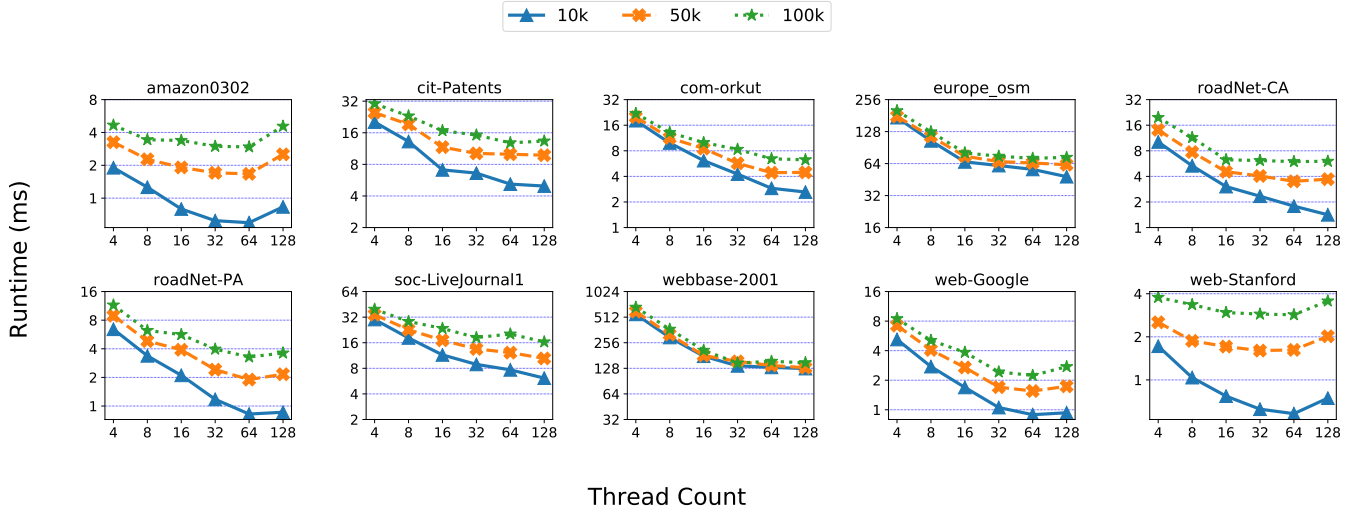 10k 50k 100k
Runtime (ms)
amazon0302
8
4
2
1
4 8 16 32 64 128
cit-Patents
32
16
8
4
2
4 8 16 32 64 128
com-orkut
32
16
8
4
2
1
4 8 16 32 64 128
europe_osm
256
128
64
32
16
4 8 16 32 64 128
roadNet-CA
32
16
8
4
2
1
4 8 16 32 64 128
roadNet-PA
16
8
4
2
1
4 8 16 32 64 128
soc-LiveJournal1
64
32
16
8
4
2
4 8 16 32 64 128
webbase-2001
1024
512
256
128
64
32
4 8 16 32 64 128
web-Google
16
8
4
2
1
4 8 16 32 64 128
web-Stanford
4
2
1
4 8 16 32 64 128
Thread Count